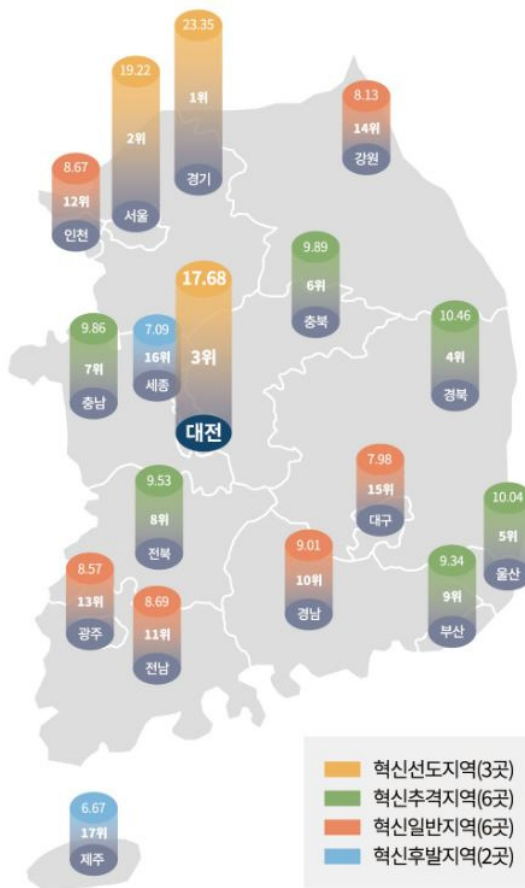 23.35
1위
경기
19.22
2위
서울
8.13
14위
강원
8.67
12위
인천
9.89
6위
충북
17.68
3위
대전
10.46
4위
경북
9.86
7위
충남
7.09
16위
세종
7.98
15위
대구
9.53
8위
전북
10.04
5위
울산
9.01
10위
경남
9.34
9위
부산
8.57
13위
광주
8.69
11위
전남
6.67
17위
제주
혁신선도지역(3곳)
혁신추격지역(6곳)
혁신일반지역(6곳)
혁신후발지역(2곳)